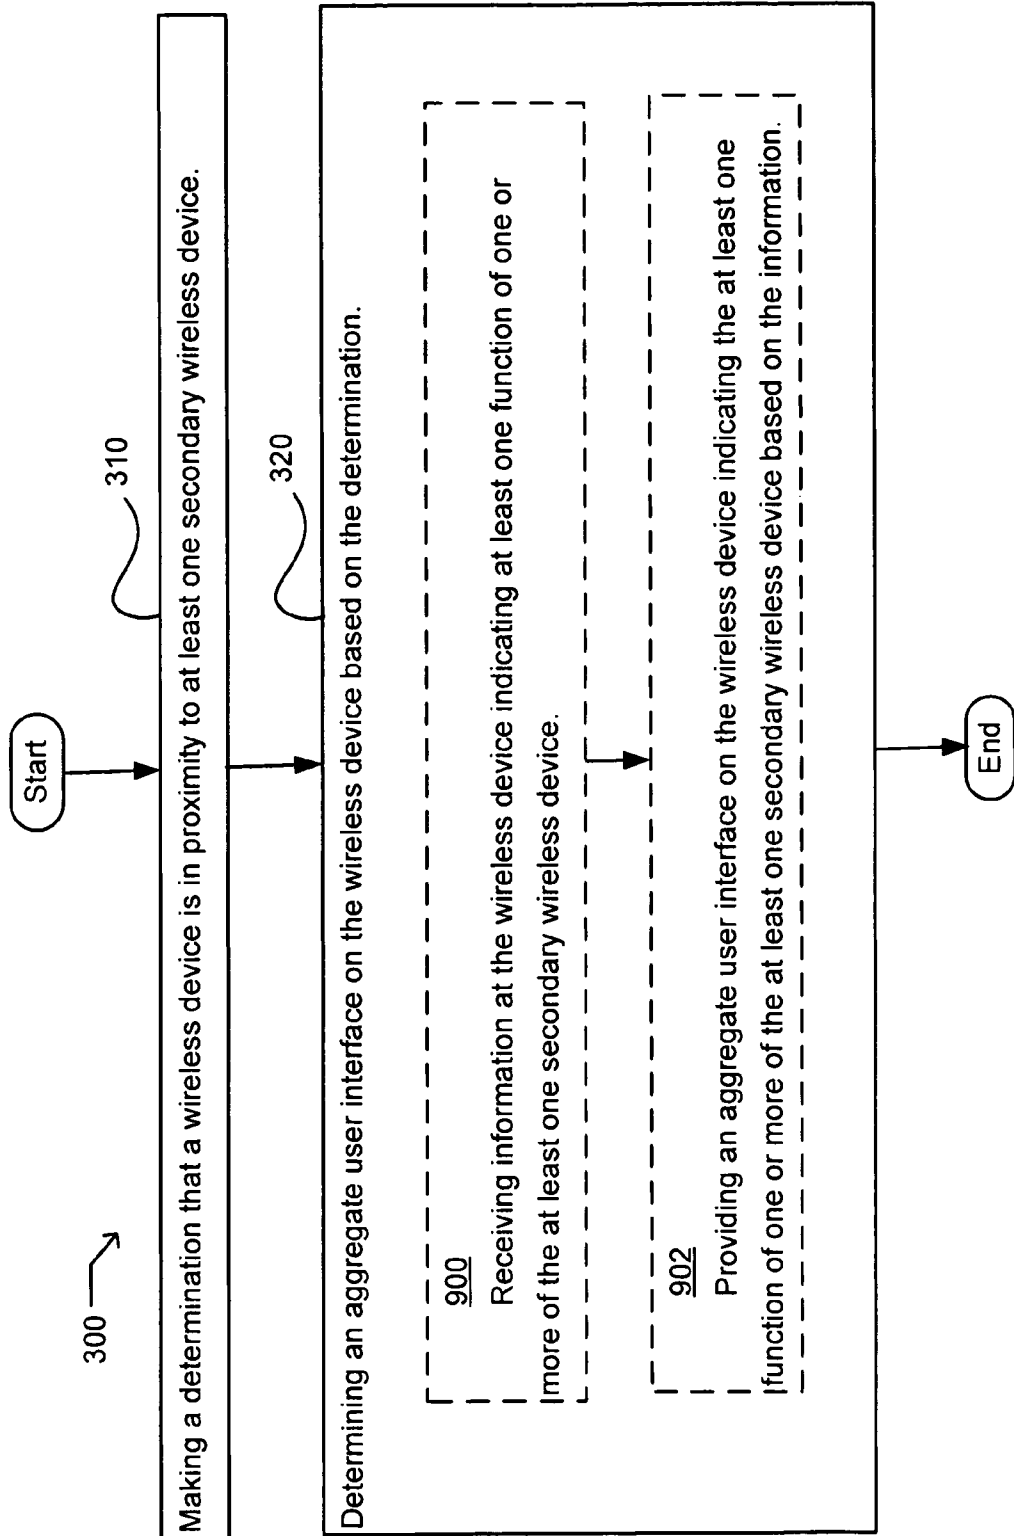 300
Start
310
Making a determination that a wireless device is in proximity to at least one secondary wireless device.
320
Determining an aggregate user interface on the wireless device based on the determination.
900
Receiving information at the wireless device indicating at least one function of one or
more of the at least one secondary wireless device.
902
Providing an aggregate user interface on the wireless device indicating the at least one
function of one or more of the at least one secondary wireless device based on the information.
End